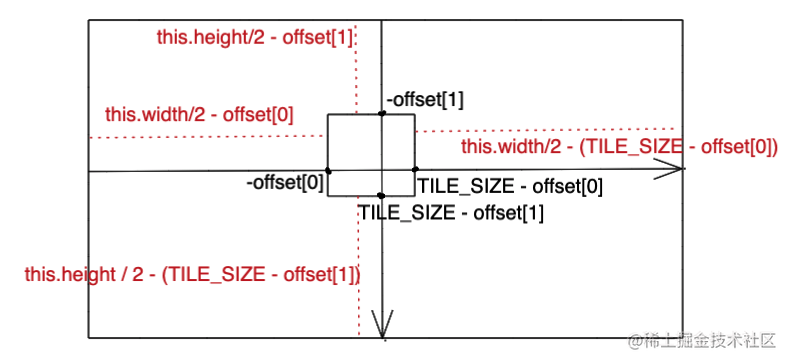 this.height/2 - offset[1]
-offset[1]
this.width/2 - offset[0]
this.width/2 - (TILE_SIZE - offset[0])
-offset[0]
TILE_SIZE - offset[0]
TILE_SIZE - offset[1]
this.height / 2 - (TILE_SIZE - offset[1])
@稀土掘金技术社区